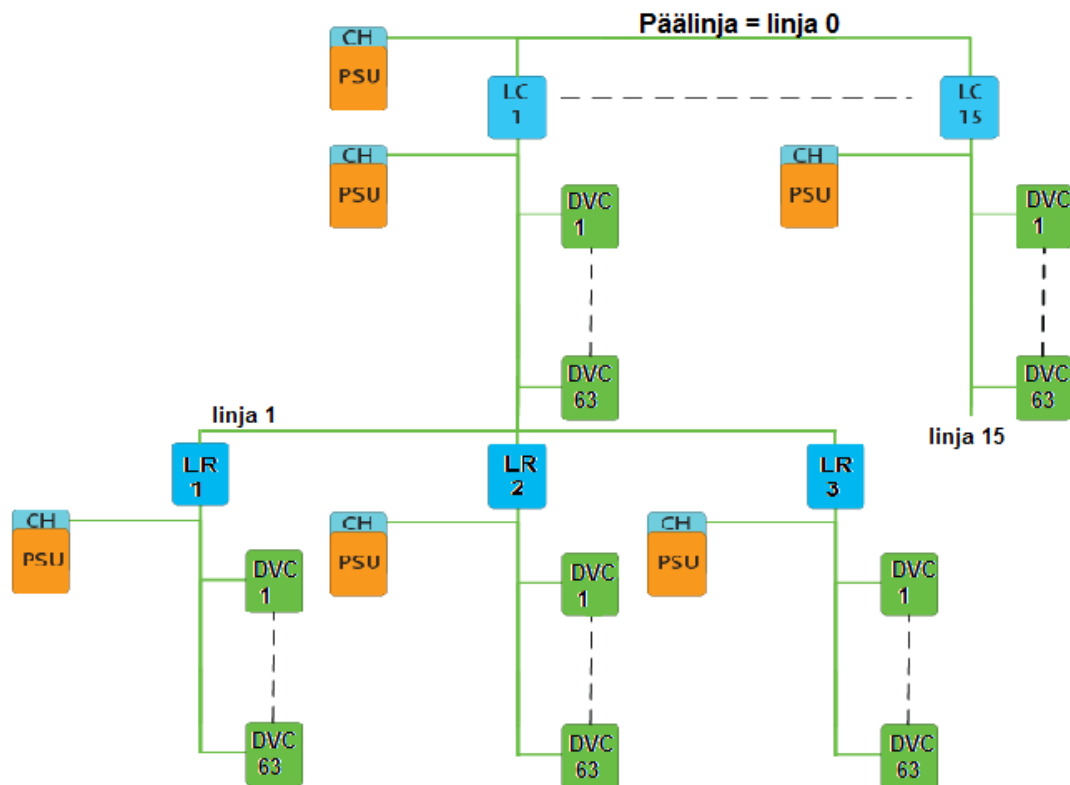 Päälinja = linja 0
CH
PSU
LC
1
LC
15
CH
PSU
CH
PSU
DVC
1
DVC
1
DVC
63
DVC
63
linja 1
linja 15
LR
1
LR
2
LR
3
CH
PSU
CH
PSU
CH
PSU
DVC
1
DVC
1
DVC
1
DVC
63
DVC
63
DVC
63